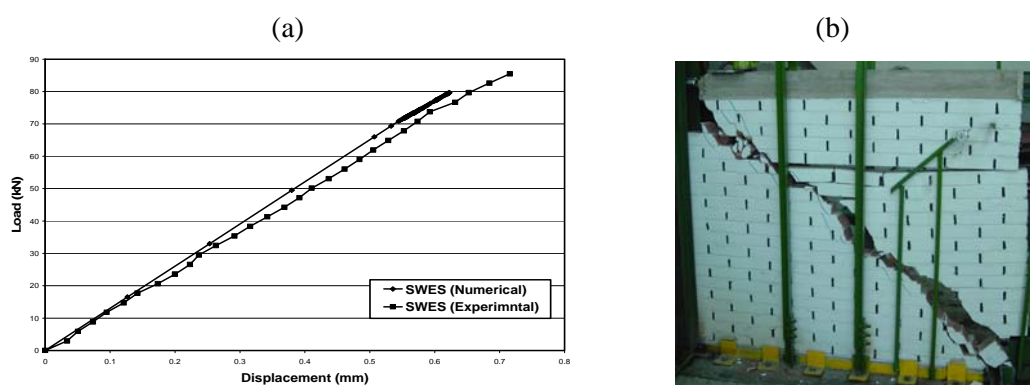 (a)
(b)
90
80
70
60
50
40
30
20
10
0
Load (kN)
SWES (Numerical)
SWES (Experimntal)
0 0.1 0.2 0.3 0.4 0.5 0.6 0.7 0.8
Displacement (mm)